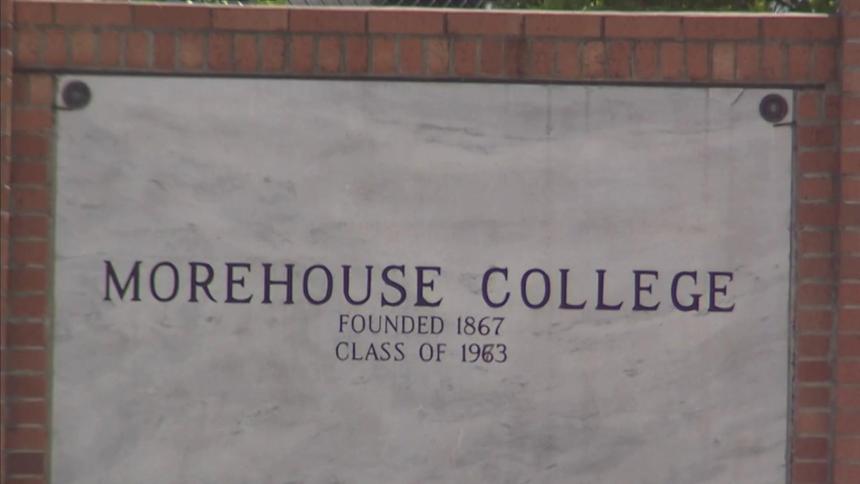 MOREHOUSE COLLEGE
FOUNDED 1867
CLASS OF 1963